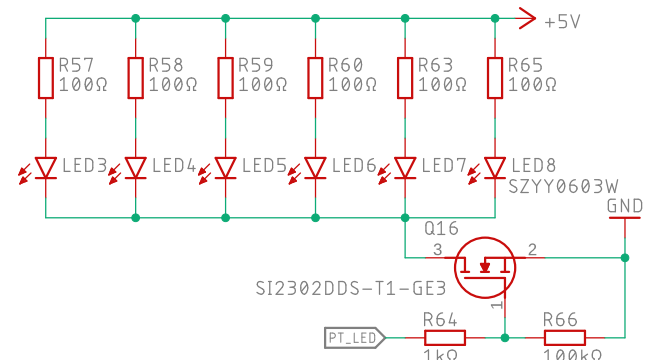 +5V
R57
100Ω
R58
100Ω
R59
100Ω
R60
100Ω
R63
100Ω
R65
100Ω
LED3
LED4
LED5
LED6
LED7
LED8
SZYY0603W
GND
Q16
3
2
SI2302DDS-T1-GE3
1
PT_LED
R64
1kΩ
R66
100kΩ